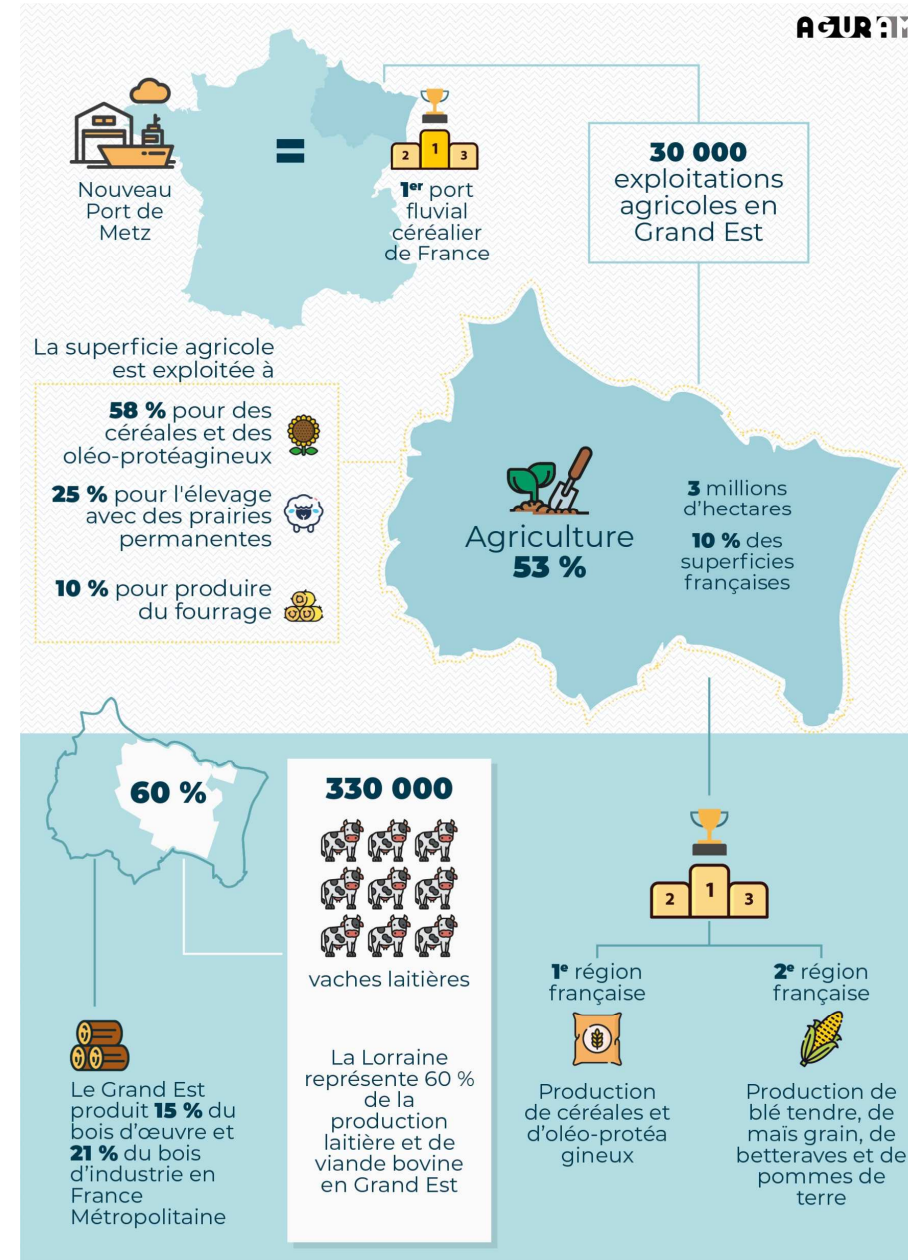 AGURAM
Nouveau
Port de
Metz
=
2 1 3
1er port
fluvial
céréalier
de France
30 000
exploitations
agricoles en
Grand Est
La superficie agricole
est exploitée à
58 % pour des
céréales et des
oléo-protéagineux
25 % pour l'élevage
avec des prairies
permanentes
10 % pour produire
du fourrage
Agriculture
53 %
3 millions
d'hectares
10 % des
superficies
françaises
60 %
Le Grand Est
produit 15 % du
bois d'œuvre et
21 % du bois
d'industrie en
France
Métropolitaine
330 000
vaches laitières
La Lorraine
représente 60 %
de la
production
laitière et de
viande bovine
en Grand Est
2 1 3
1e région
française
Production
de céréales et
d'oléo-protéa
gineux
2e région
française
Production de
blé tendre, de
maïs grain, de
betteraves et de
pommes de
terre